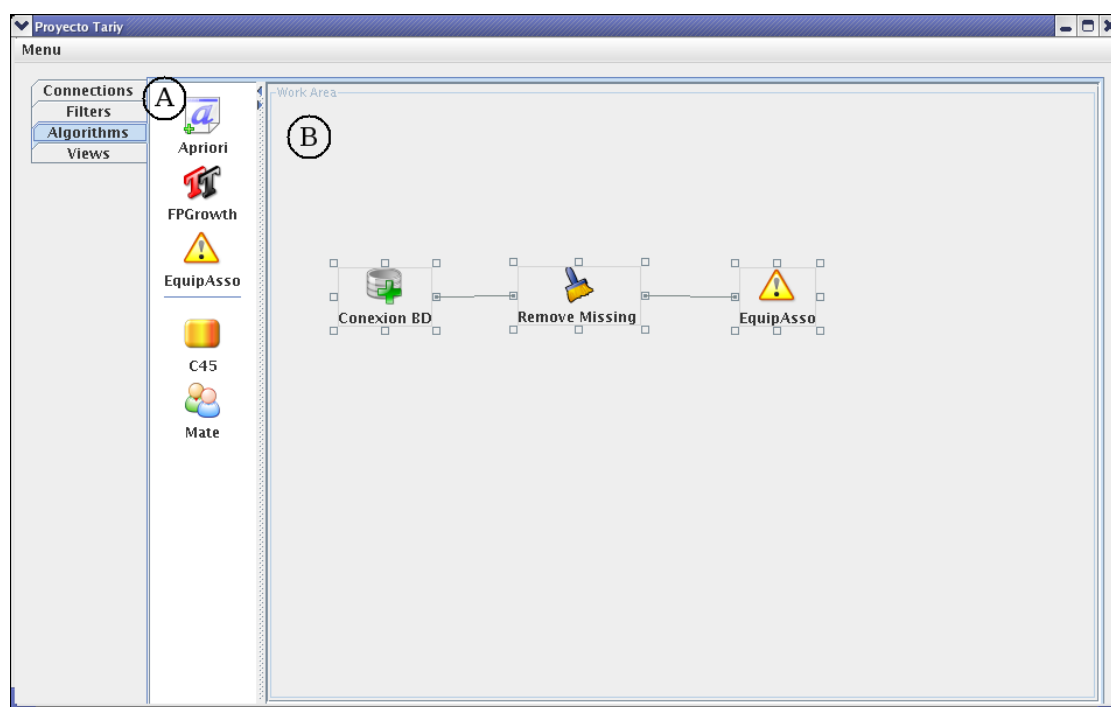 Proyecto Tariy
Menu
Connections
Filters
Algorithms
Views
A
Apriori
FPGrowth
EquipAsso
C45
Mate
Work Area
B
Conexion BD
Remove Missing
EquipAsso